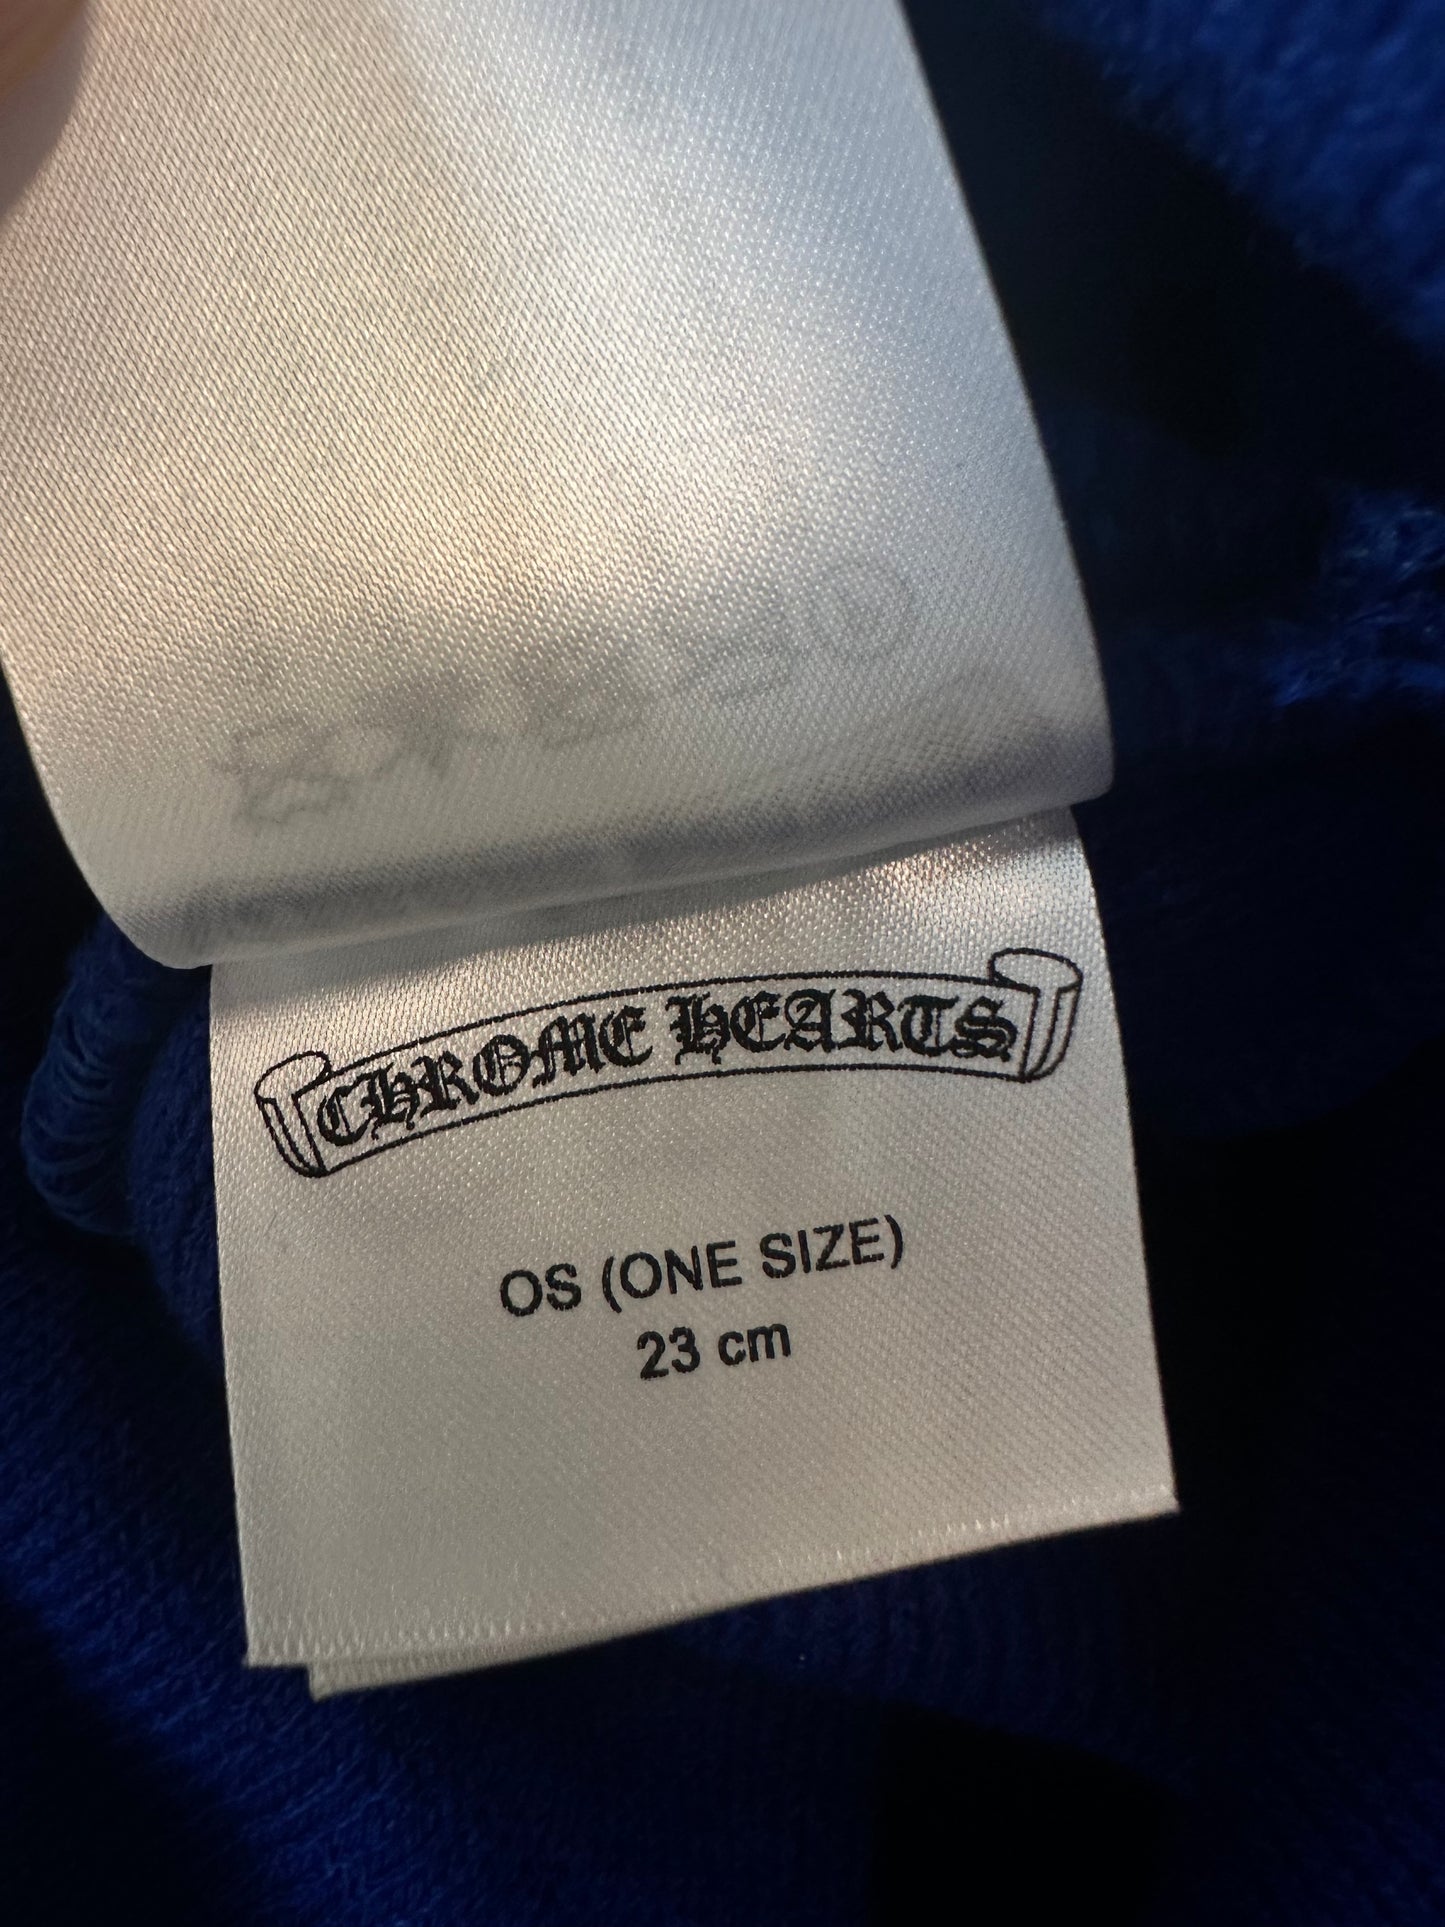 CHROME HEARTS
OS (ONE SIZE)
23 cm